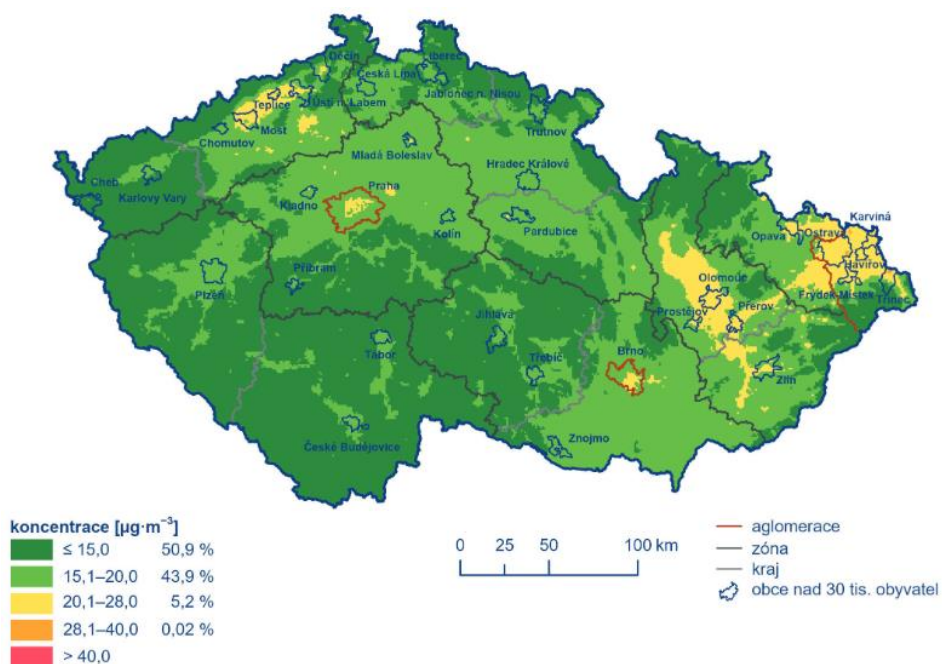 Děčín
Liberec
Česká Lípa
Jablonec n. Nisou
Teplice
Ústí n. Labem
Most
Chomutov
Trutnov
Mladá Boleslav
Hradec Králové
Cheb
Karlovy Vary
Kladno
Praha
Kolín
Pardubice
Opava
Ostrava
Karviná
Havířov
Frýdek-Místek
Třinec
Olomouc
Prostějov
Přerov
Plzeň
Příbram
Jihlava
Tábor
Třebíč
Brno
Zlín
České Budějovice
Znojmo
koncentrace [µg·m⁻³]
≤ 15,0 50,9 %
15,1–20,0 43,9 %
20,1–28,0 5,2 %
28,1–40,0 0,02 %
> 40,0
0 25 50 100 km
aglomerace
zóna
kraj
obce nad 30 tis. obyvatel